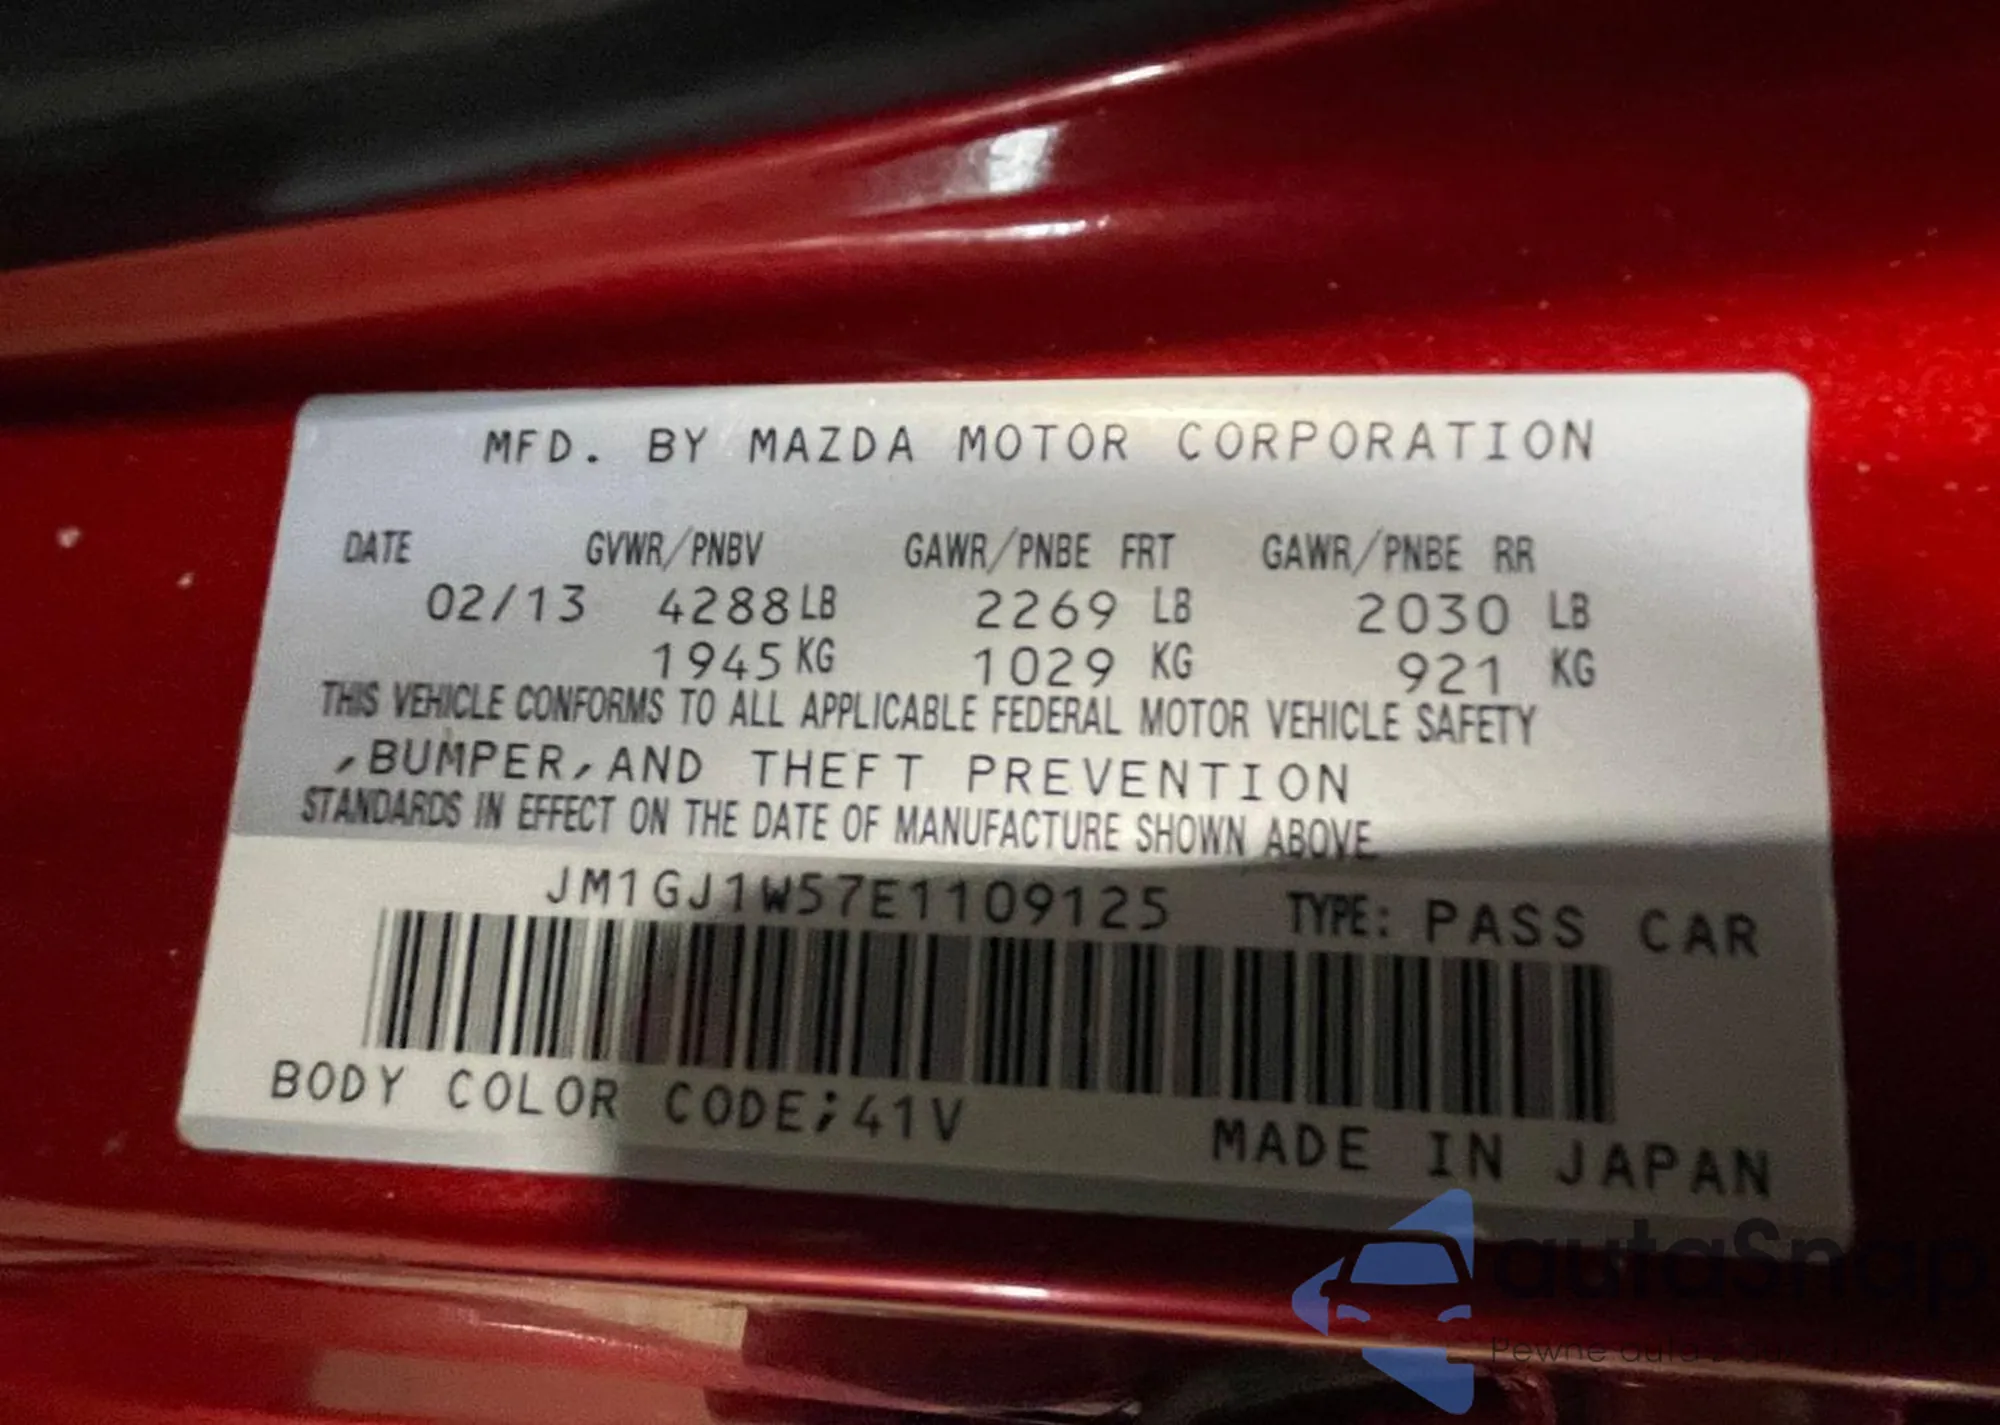 MFD. BY MAZDA MOTOR CORPORATION
DATE GVWR/PNBV GAWR/PNBE FRT GAWR/PNBE RR
02/13 4288 LB 2269 LB 2030 LB
1945 KG 1029 KG 921 KG
THIS VEHICLE CONFORMS TO ALL APPLICABLE FEDERAL MOTOR VEHICLE SAFETY
,BUMPER,AND THEFT PREVENTION
STANDARDS IN EFFECT ON THE DATE OF MANUFACTURE SHOWN ABOVE
JM1GJ1W57E1109125 TYPE: PASS CAR
BODY COLOR CODE;41V
MADE IN JAPAN
autaSnap
Pewne auta